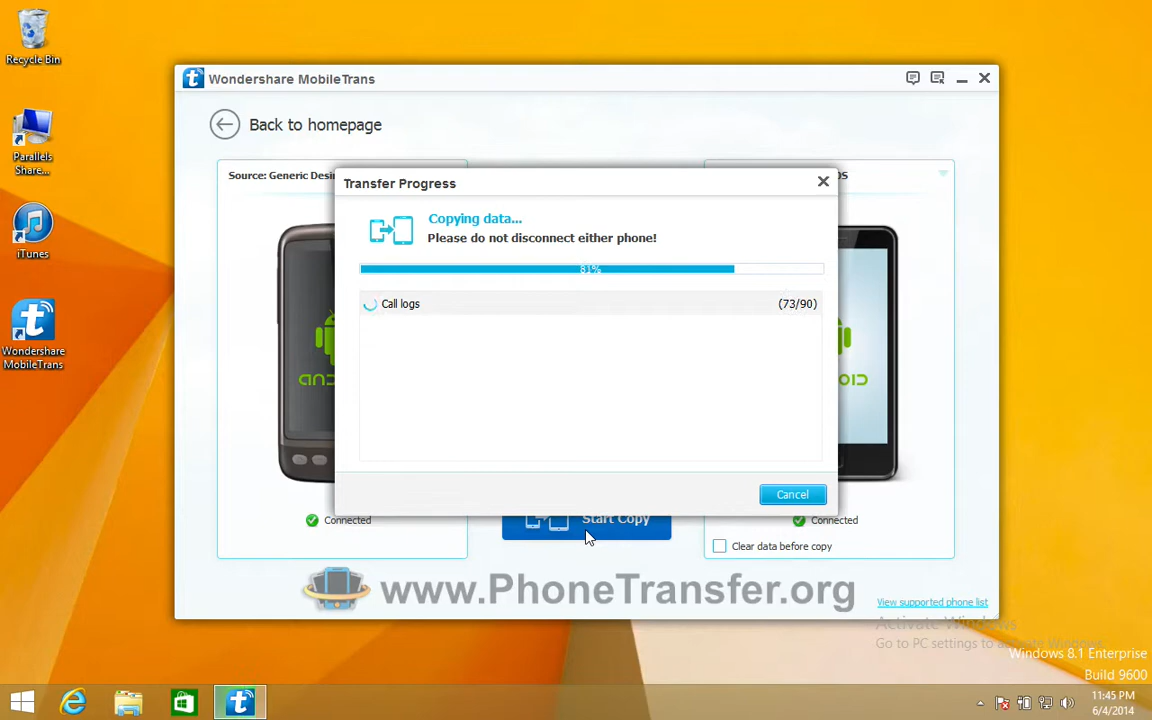 Recycle Bin
Parallels
Share...
iTunes
Wondershare
MobileTrans
Wondershare MobileTrans
Back to homepage
Source: Generic Desi
OS
Transfer Progress
Copying data...
Please do not disconnect either phone!
81%
Call logs
(73/90)
Cancel
Start Copy
Connected
Connected
Clear data before copy
www.PhoneTransfer.org
View supported phone list
Activate Windows
Go to PC settings to activate Windows.
Windows 8.1 Enterprise
Build 9600
11:45 PM
6/4/2014